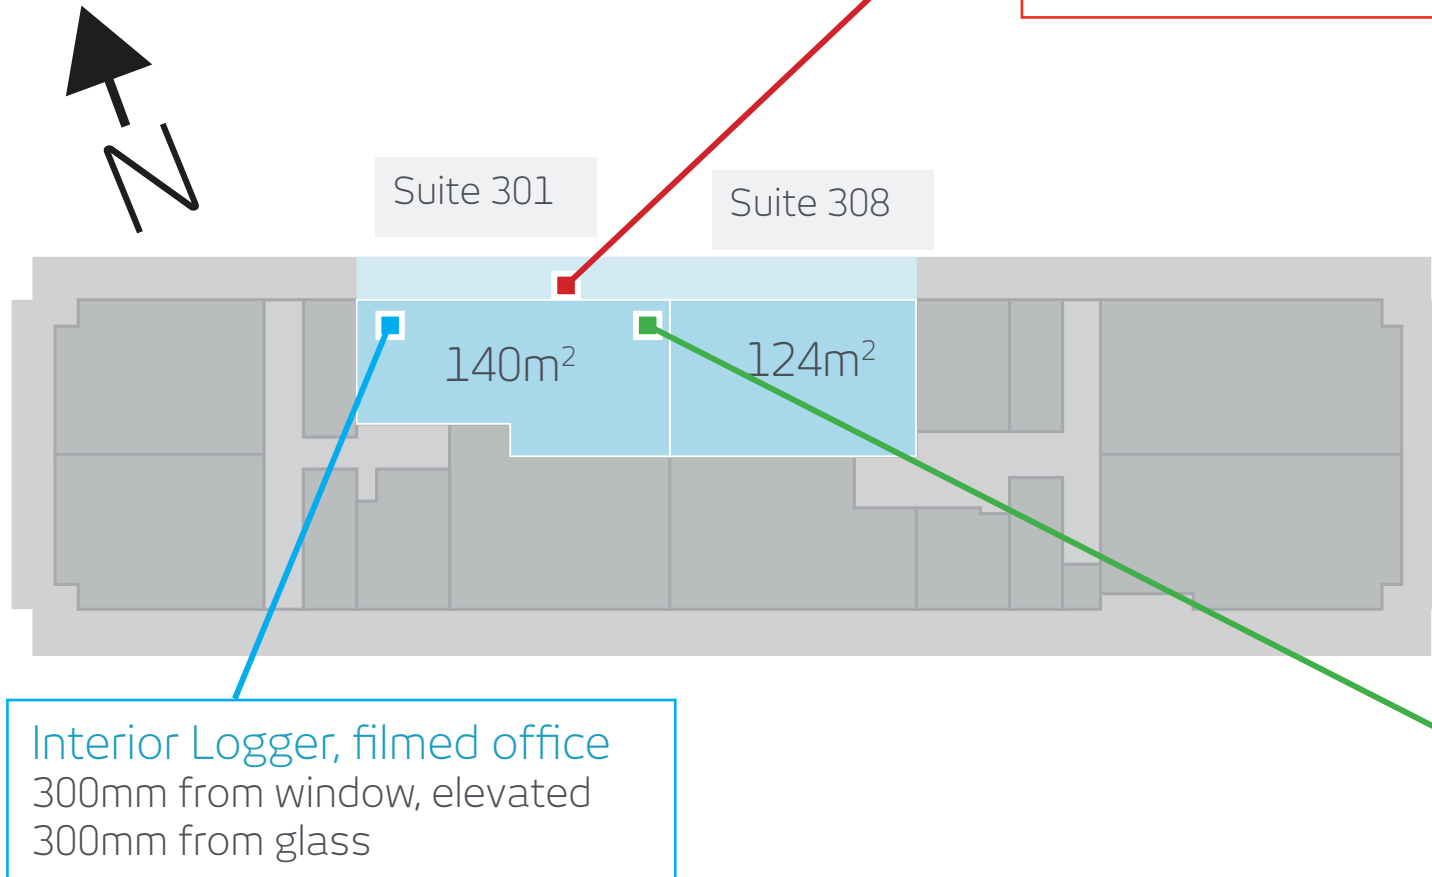 N
Suite 301
Suite 308
140m²
124m²
Interior Logger, filmed office
300mm from window, elevated
300mm from glass